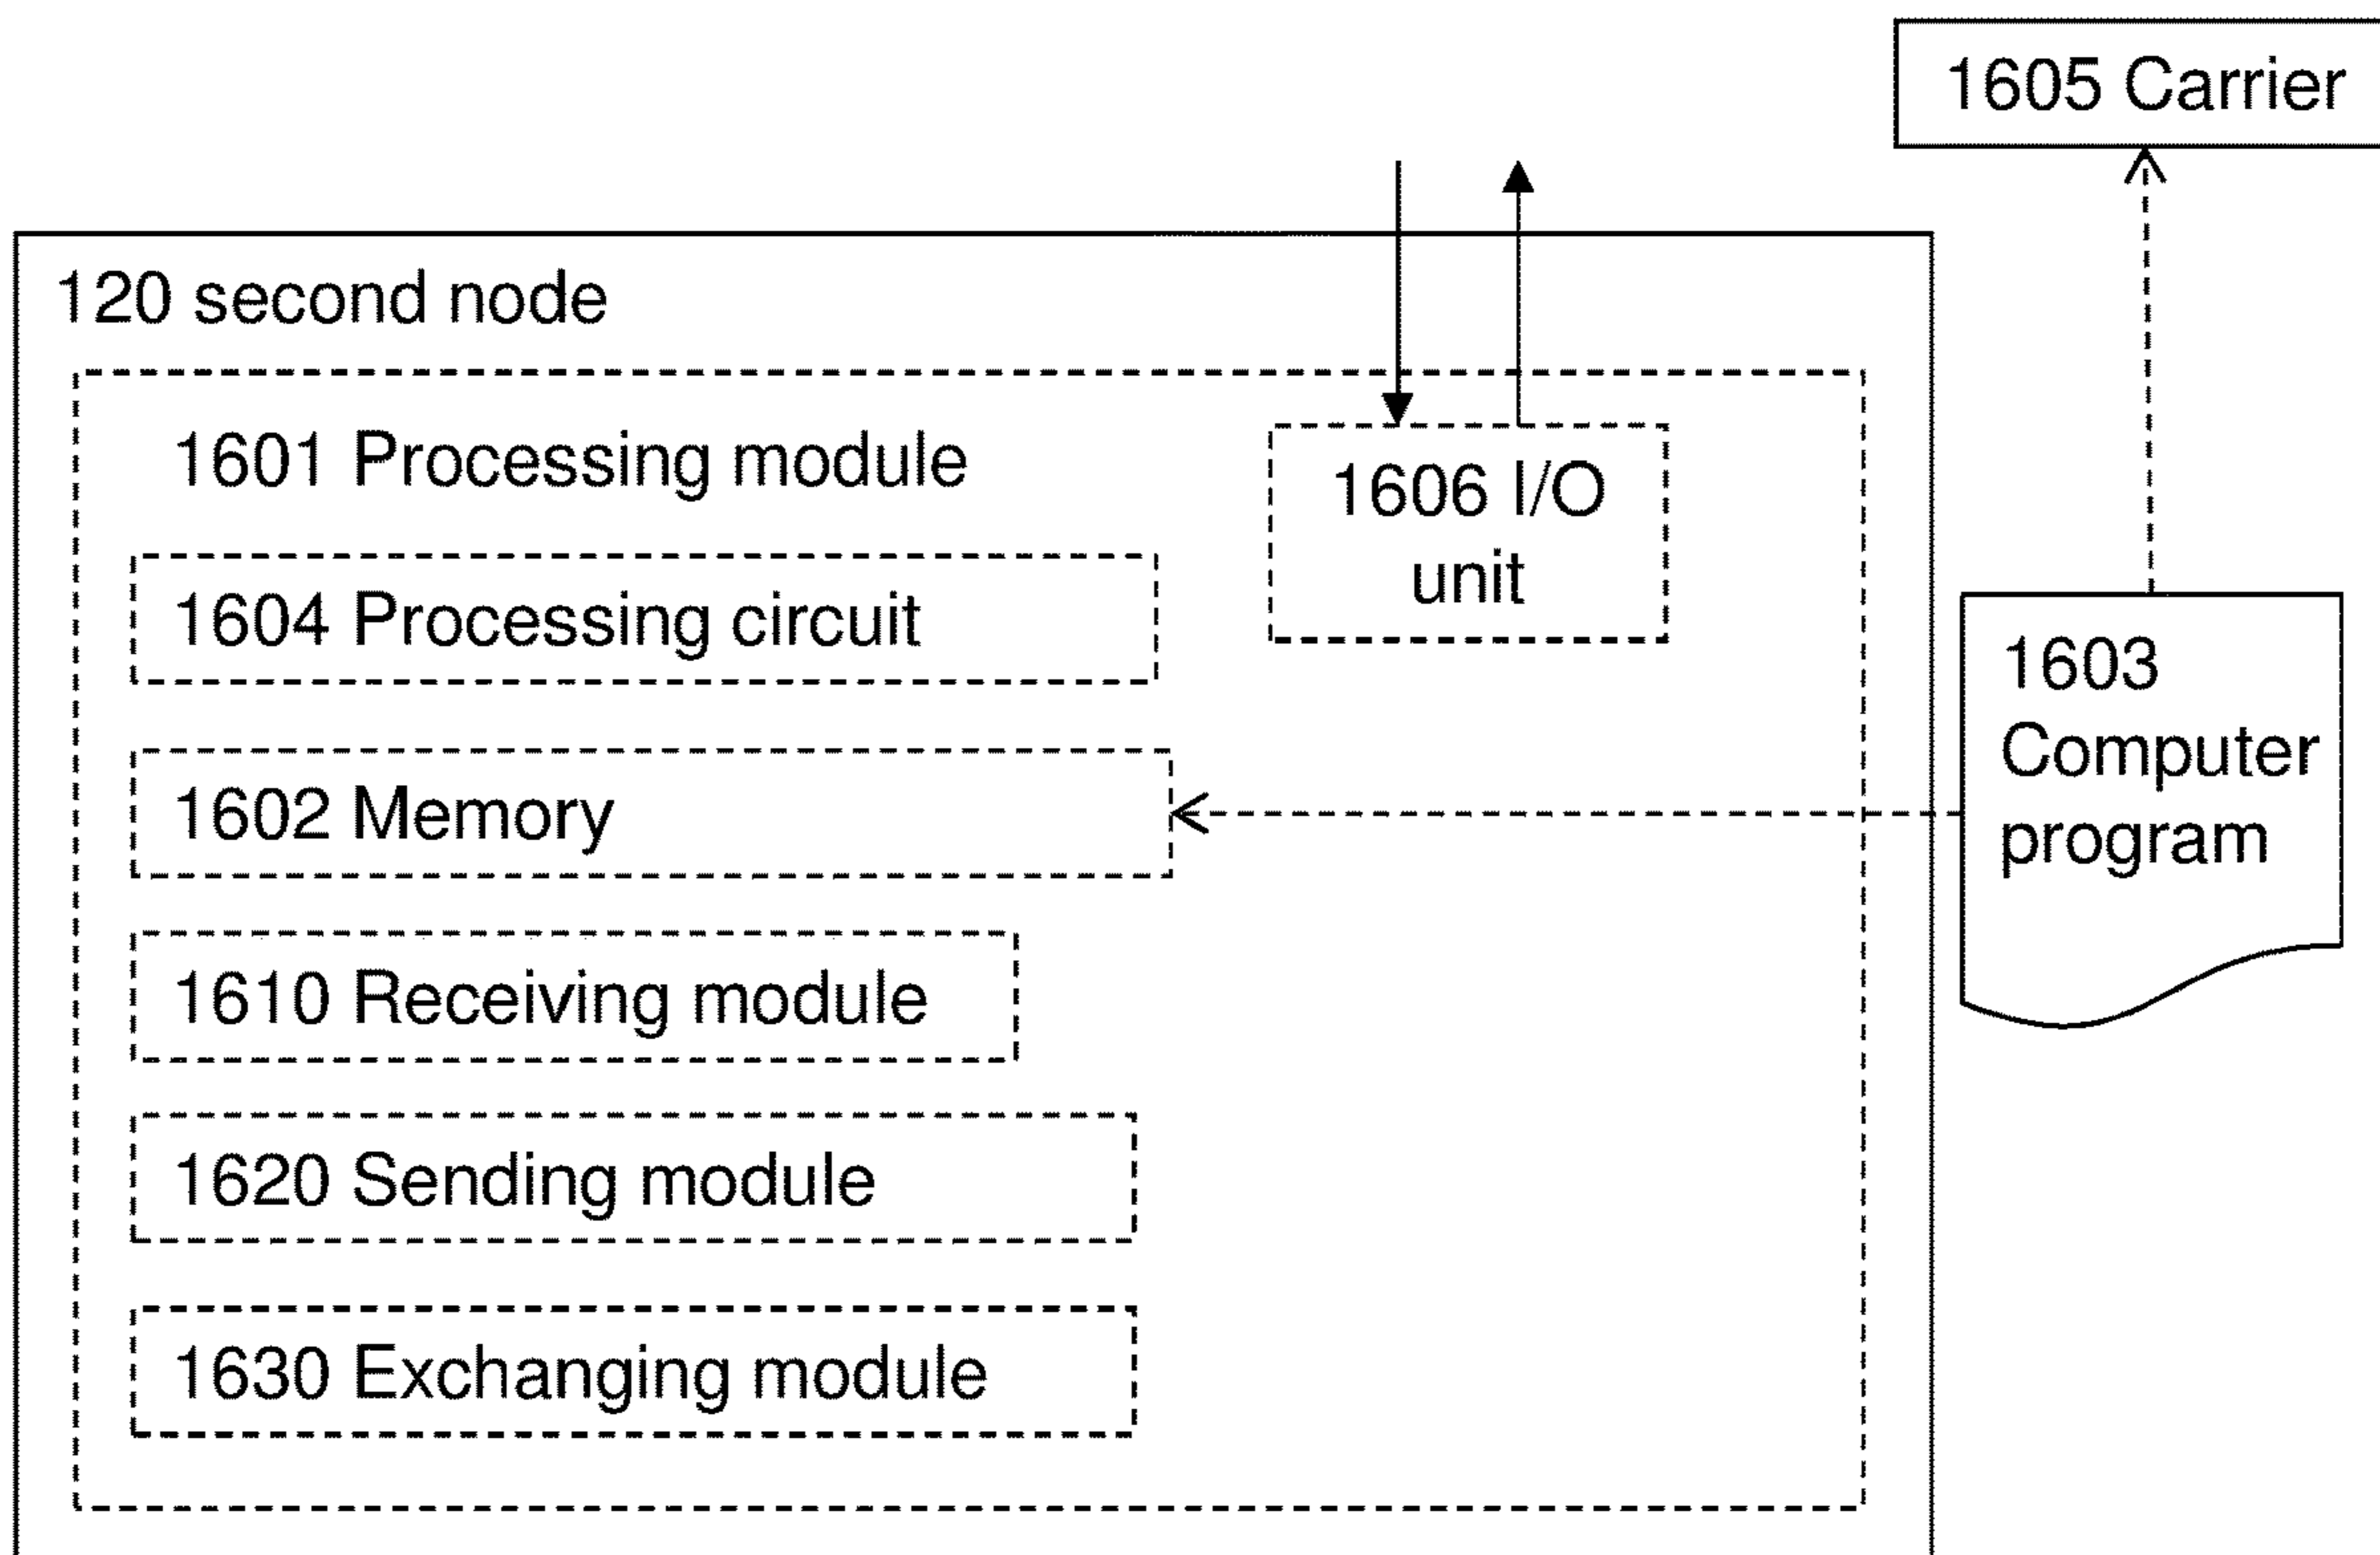 1605 Carrier
120 second node
1601 Processing module
1606 I/O
unit
1604 Processing circuit
1603
Computer
program
1602 Memory
1610 Receiving module
1620 Sending module
1630 Exchanging module